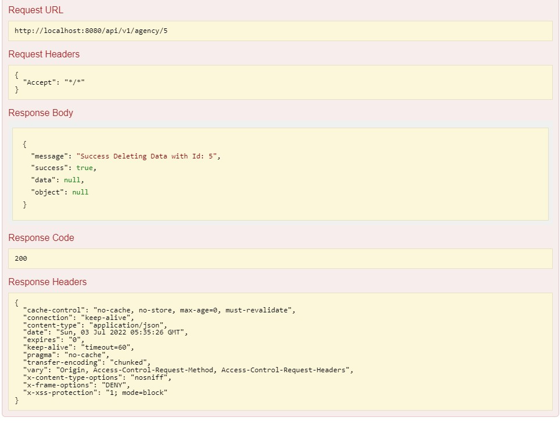 Request URL
http://localhost:8080/api/v1/agency/5
Request Headers
{
"Accept": "*/*"
}
Response Body
{
"message": "Success Deleting Data with Id: 5",
"success": true,
"data": null,
"object": null
}
Response Code
200
Response Headers
{
"cache-control": "no-cache, no-store, max-age=0, must-revalidate",
"connection": "keep-alive",
"content-type": "application/json",
"date": "Sun, 03 Jul 2022 05:35:26 GMT",
"expires": "0",
"keep-alive": "timeout=60",
"pragma": "no-cache",
"transfer-encoding": "chunked",
"vary": "Origin, Access-Control-Request-Method, Access-Control-Request-Headers",
"x-content-type-options": "nosniff",
"x-frame-options": "DENY",
"x-xss-protection": "1; mode=block"
}